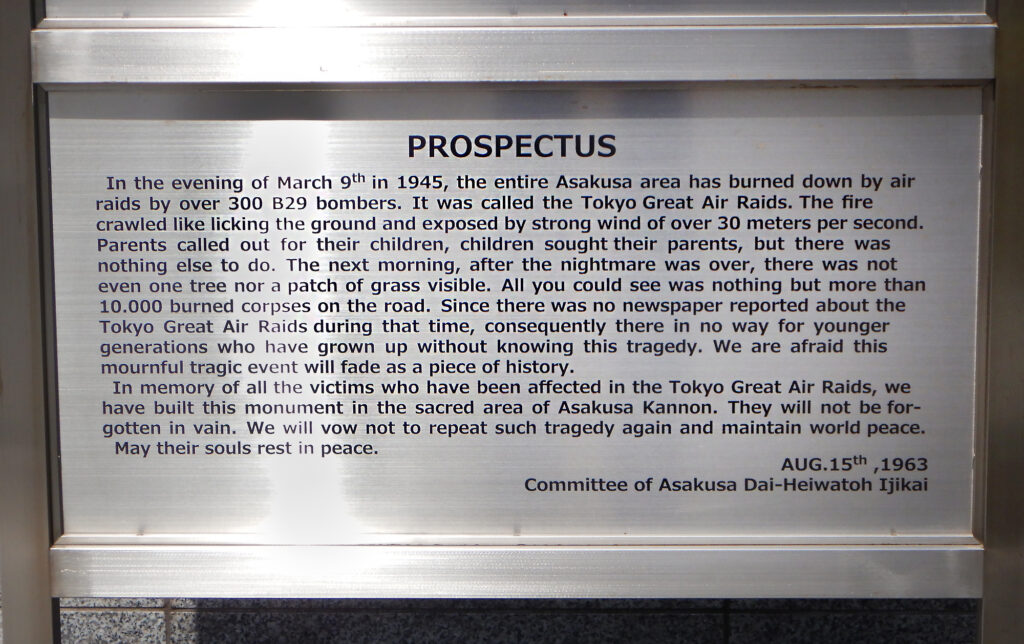 PROSPECTUS
In the evening of March 9th in 1945, the entire Asakusa area has burned down by air
raids by over 300 B29 bombers. It was called the Tokyo Great Air Raids. The fire
crawled like licking the ground and exposed by strong wind of over 30 meters per second.
Parents called out for their children, children sought their parents, but there was
nothing else to do. The next morning, after the nightmare was over, there was not
even one tree nor a patch of grass visible. All you could see was nothing but more than
10.000 burned corpses on the road. Since there was no newspaper reported about the
Tokyo Great Air Raids during that time, consequently there in no way for younger
generations who have grown up without knowing this tragedy. We are afraid this
mournful tragic event will fade as a piece of history.
In memory of all the victims who have been affected in the Tokyo Great Air Raids, we
have built this monument in the sacred area of Asakusa Kannon. They will not be for-
gotten in vain. We will vow not to repeat such tragedy again and maintain world peace.
May their souls rest in peace.
AUG.15th ,1963
Committee of Asakusa Dai-Heiwatoh Ijikai